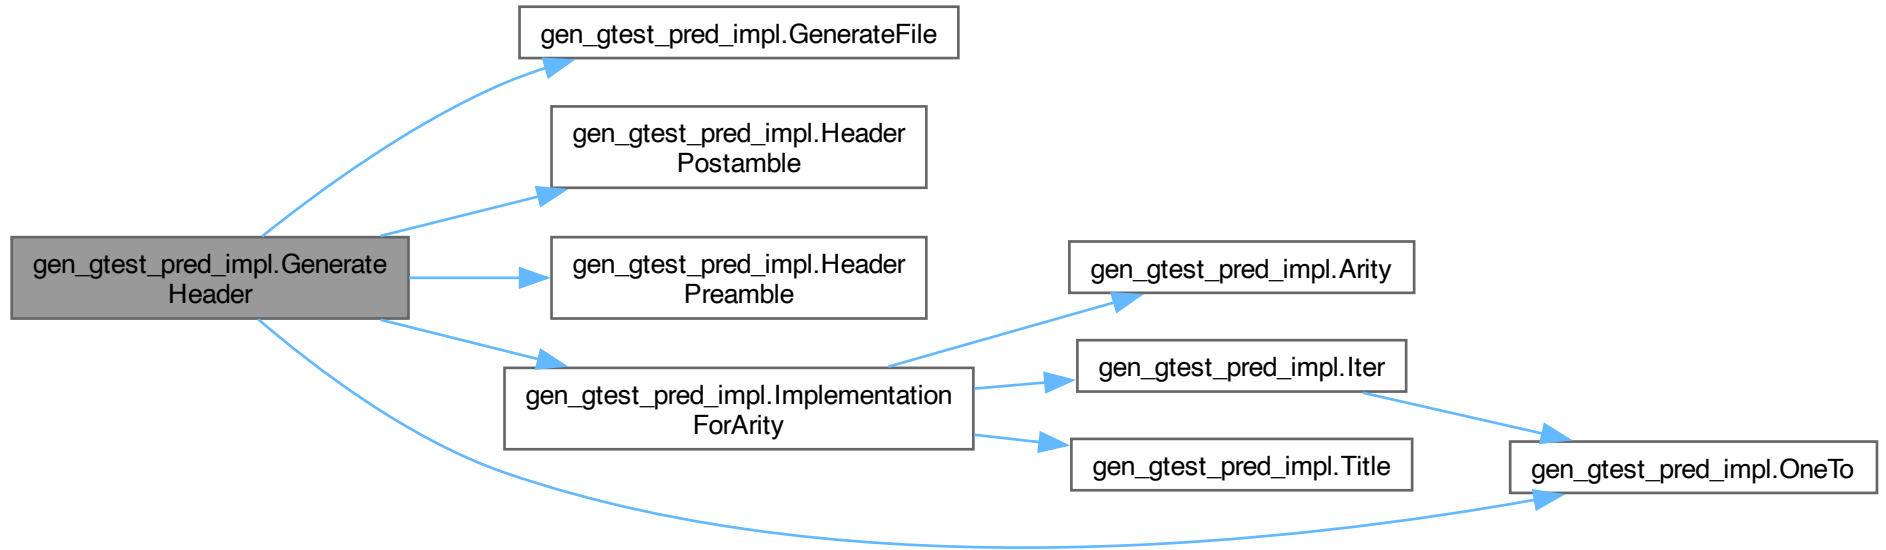 gen_gtest_pred_impl.GenerateFile
gen_gtest_pred_impl.Header
Postamble
gen_gtest_pred_impl.Generate
Header
gen_gtest_pred_impl.Header
Preamble
gen_gtest_pred_impl.Implementation
ForArity
gen_gtest_pred_impl.Arity
gen_gtest_pred_impl.Iter
gen_gtest_pred_impl.Title
gen_gtest_pred_impl.OneTo